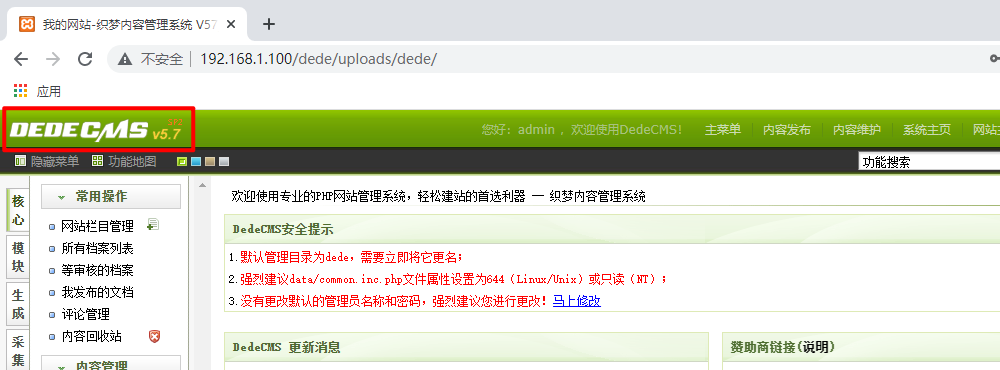 我的网站-织梦内容管理系统 V57
不安全 192.168.1.100/dede/uploads/dede/
应用
DEDECMS v5.7 SP2
您好：admin ，欢迎使用DedeCMS！ 主菜单 内容发布 内容维护 系统主页 网站主
隐藏菜单 功能地图 功能搜索
核心
模块
生成
采集
常用操作
网站栏目管理
所有档案列表
等审核的档案
我发布的文档
评论管理
内容回收站
内容管理
欢迎使用专业的PHP网站管理系统，轻松建站的首选利器 — 织梦内容管理系统
DedeCMS安全提示
1.默认管理目录为dede，需要立即将它更名；
2.强烈建议data/common.inc.php文件属性设置为644（Linux/Unix）或只读（NT）；
3.没有更改默认的管理员名称和密码，强烈建议您进行更改！马上修改
DedeCMS 更新消息
赞助商链接(说明)